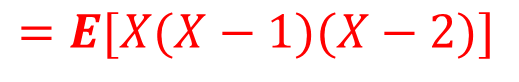 = 𝑬[𝑋(𝑋 − 1)(𝑋 − 2)]